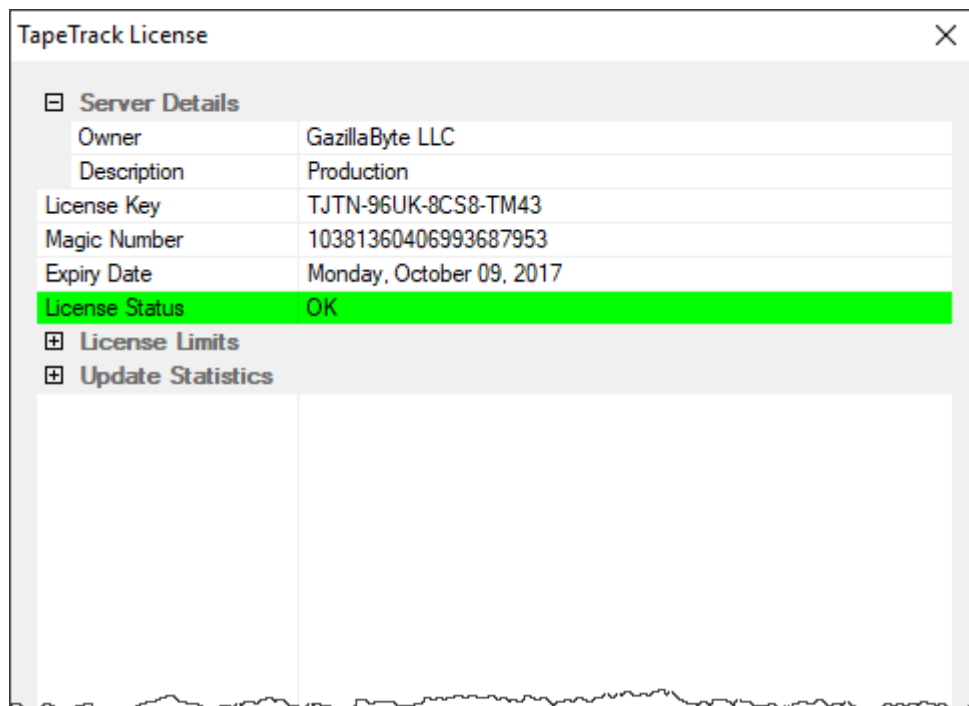 TapeTrack License
Server Details
Owner GazillaByte LLC
Description Production
License Key TJTN-96UK-8CS8-TM43
Magic Number 10381360406993687953
Expiry Date Monday, October 09, 2017
License Status OK
License Limits
Update Statistics